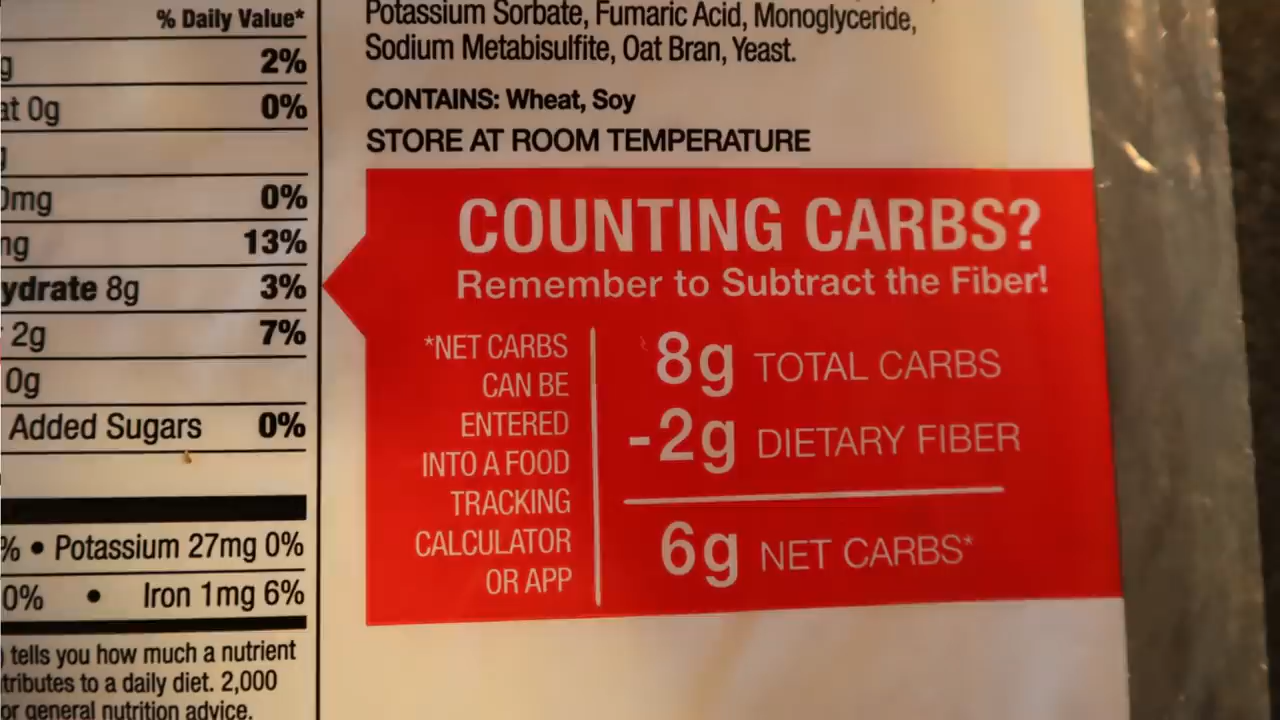 % Daily Value*
2%
at 0g 0%
0mg 0%
13%
ydrate 8g 3%
2g 7%
0g
Added Sugars 0%
% • Potassium 27mg 0%
0% • Iron 1mg 6%
tells you how much a nutrient
tributes to a daily diet. 2,000
or general nutrition advice.
Potassium Sorbate, Fumaric Acid, Monoglyceride,
Sodium Metabisulfite, Oat Bran, Yeast.
CONTAINS: Wheat, Soy
STORE AT ROOM TEMPERATURE
COUNTING CARBS?
Remember to Subtract the Fiber!
*NET CARBS
CAN BE
ENTERED
INTO A FOOD
TRACKING
CALCULATOR
OR APP
8g TOTAL CARBS
-2g DIETARY FIBER
6g NET CARBS*